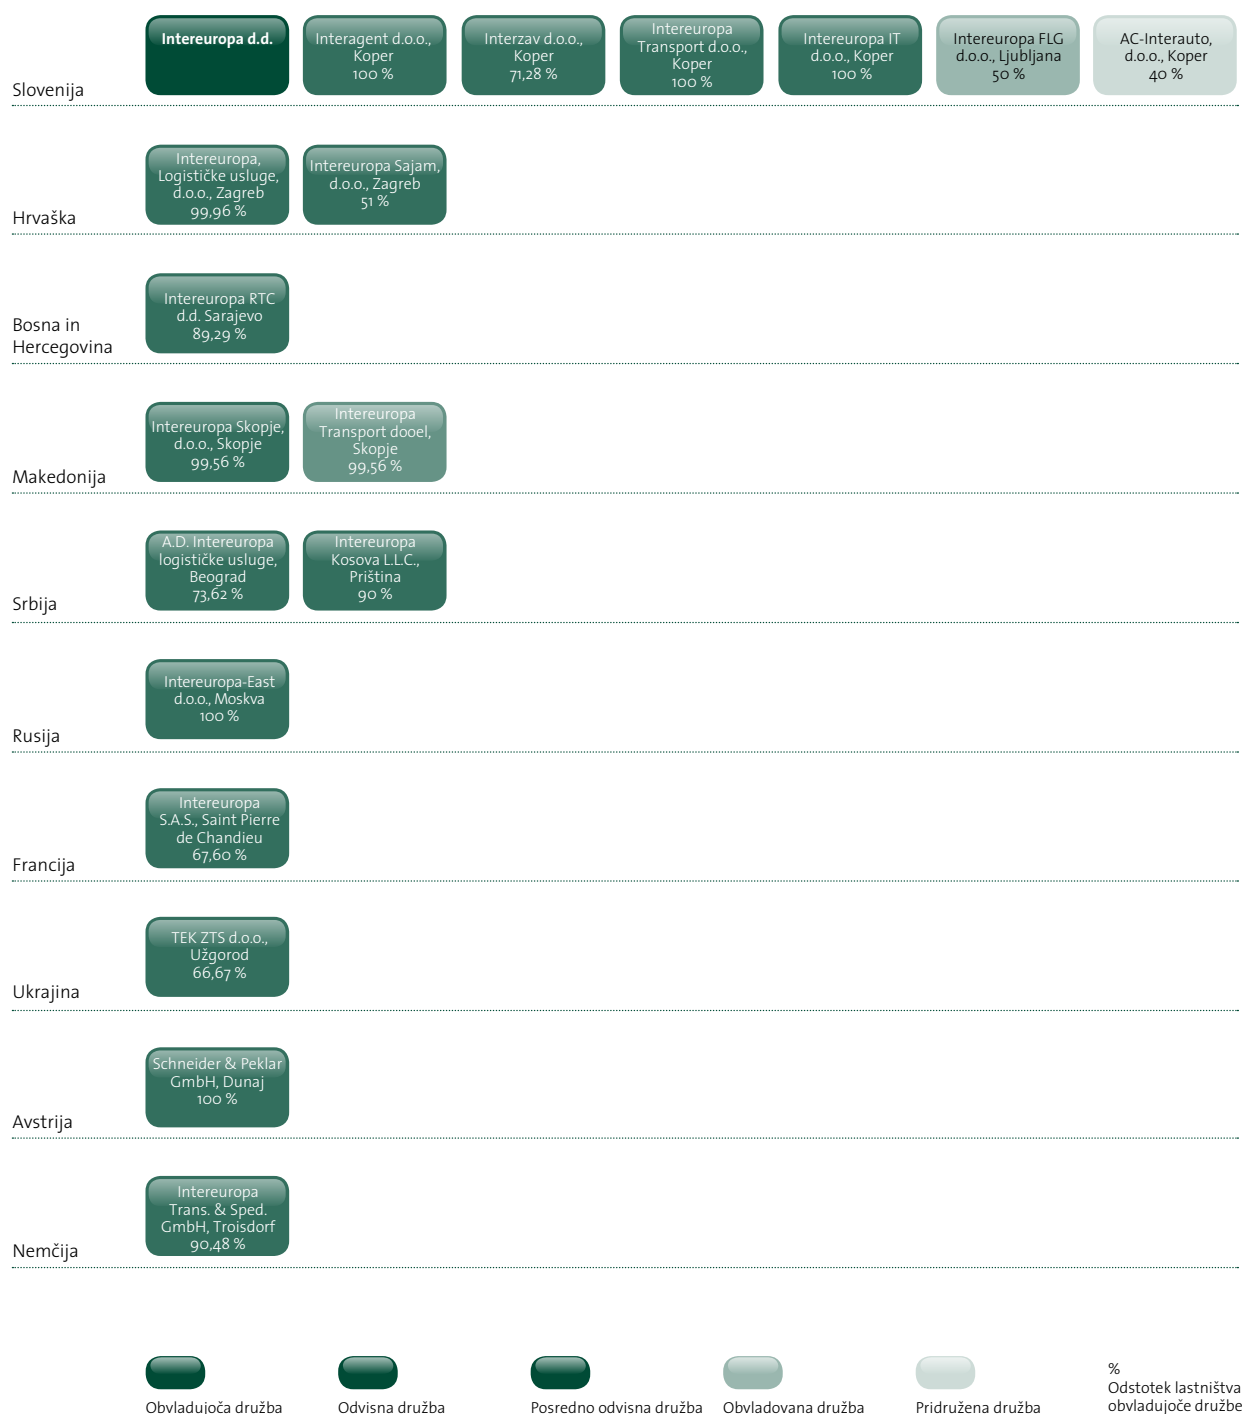 Slovenija
Intereuropa d.d.
Interagent d.o.o.,
Koper
100 %
Interzav d.o.o.,
Koper
71,28 %
Intereuropa
Transport d.o.o.,
Koper
100 %
Intereuropa IT
d.o.o., Koper
100 %
Intereuropa FLG
d.o.o., Ljubljana
50 %
AC-Interauto,
d.o.o., Koper
40 %
Hrvaška
Intereuropa,
Logističke usluge,
d.o.o., Zagreb
99,96 %
Intereuropa Sajam,
d.o.o., Zagreb
51 %
Bosna in
Hercegovina
Intereuropa RTC
d.d. Sarajevo
89,29 %
Makedonija
Intereuropa Skopje,
d.o.o., Skopje
99,56 %
Intereuropa
Transport dooel,
Skopje
99,56 %
Srbija
A.D. Intereuropa
logističke usluge,
Beograd
73,62 %
Intereuropa
Kosova L.L.C.,
Priština
90 %
Rusija
Intereuropa-East
d.o.o., Moskva
100 %
Francija
Intereuropa
S.A.S., Saint Pierre
de Chandieu
67,60 %
Ukrajina
TEK ZTS d.o.o.,
Užgorod
66,67 %
Avstrija
Schneider & Peklar
GmbH, Dunaj
100 %
Nemčija
Intereuropa
Trans. & Sped.
GmbH, Troisdorf
90,48 %
Obvladujoča družba
Odvisna družba
Posredno odvisna družba
Obvladovana družba
Pridružena družba
%
Odstotek lastništva
obvladujoče družbe